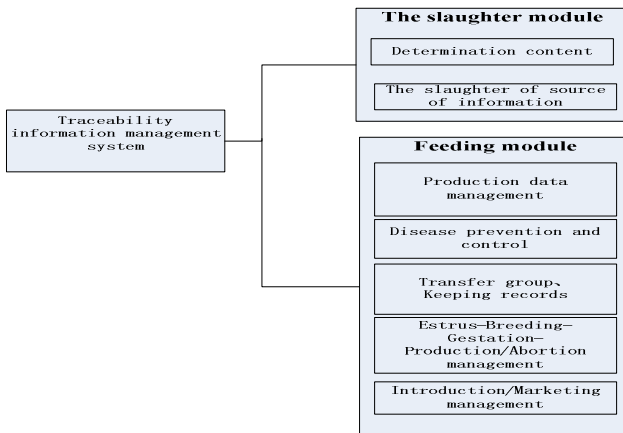 The slaughter module
Determination content
The slaughter of source
of information
Traceability
information management
system
Feeding module
Production data
management
Disease prevention and
control
Transfer group、
Keeping records
Estrus—Breeding—
Gestation—
Production/Abortion
management
Introduction/Marketing
management